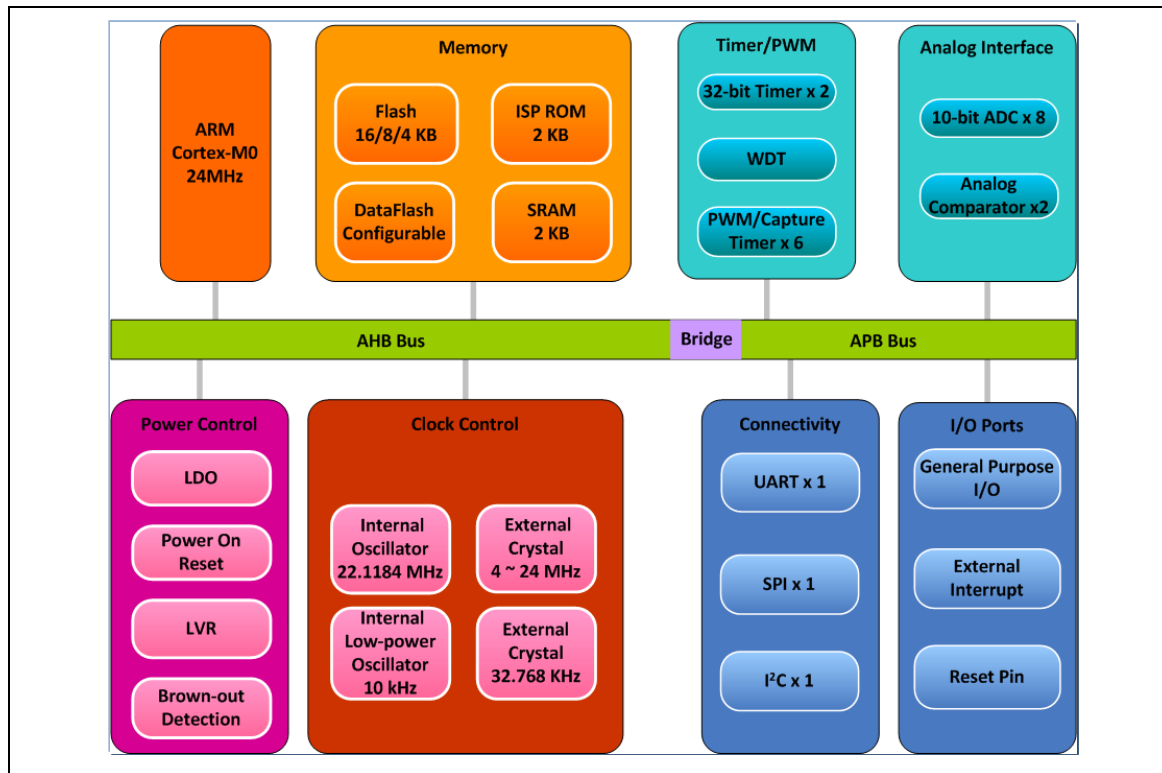 ARM
Cortex-M0
24MHz
Memory
Flash
16/8/4 KB
ISP ROM
2 KB
DataFlash
Configurable
SRAM
2 KB
Timer/PWM
32-bit Timer x 2
WDT
PWM/Capture
Timer x 6
Analog Interface
10-bit ADC x 8
Analog
Comparator x2
AHB Bus
Bridge
APB Bus
Power Control
LDO
Power On
Reset
LVR
Brown-out
Detection
Clock Control
Internal
Oscillator
22.1184 MHz
External
Crystal
4 ~ 24 MHz
Internal
Low-power
Oscillator
10 kHz
External
Crystal
32.768 KHz
Connectivity
UART x 1
SPI x 1
I²C x 1
I/O Ports
General Purpose
I/O
External
Interrupt
Reset Pin